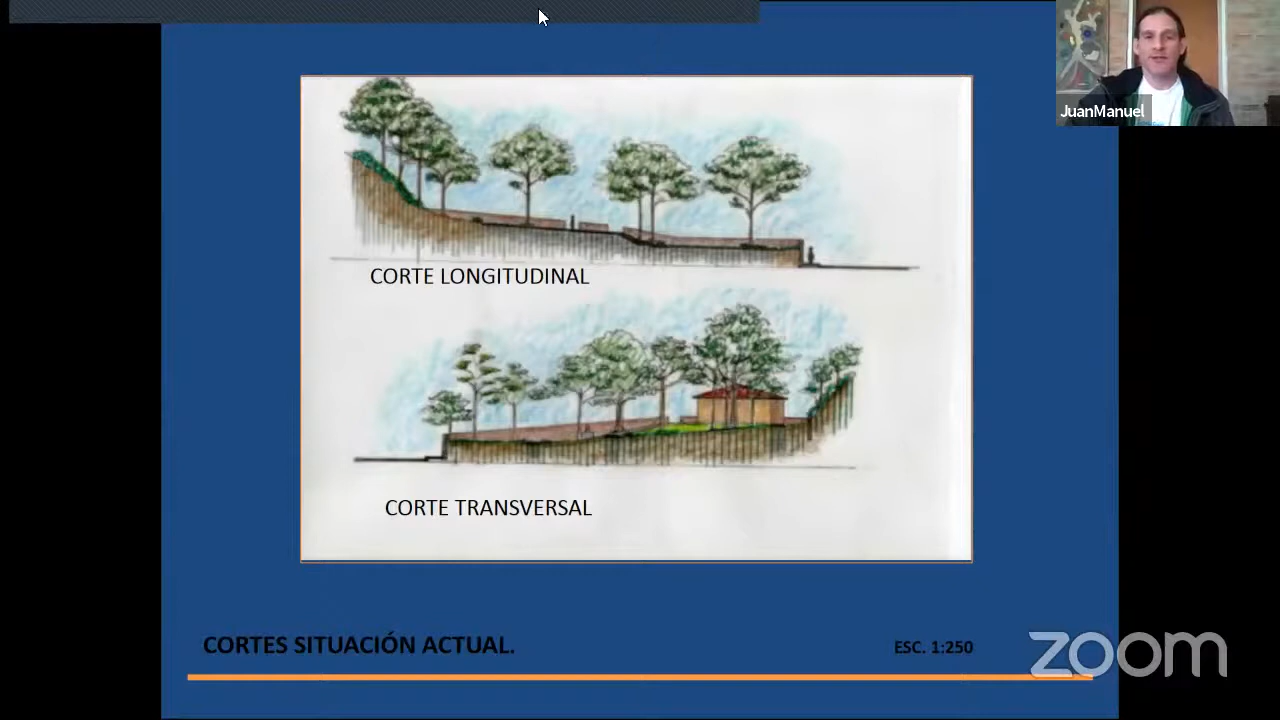 JuanManuel
CORTE LONGITUDINAL
CORTE TRANSVERSAL
CORTES SITUACIÓN ACTUAL.
ESC. 1:250
zoom